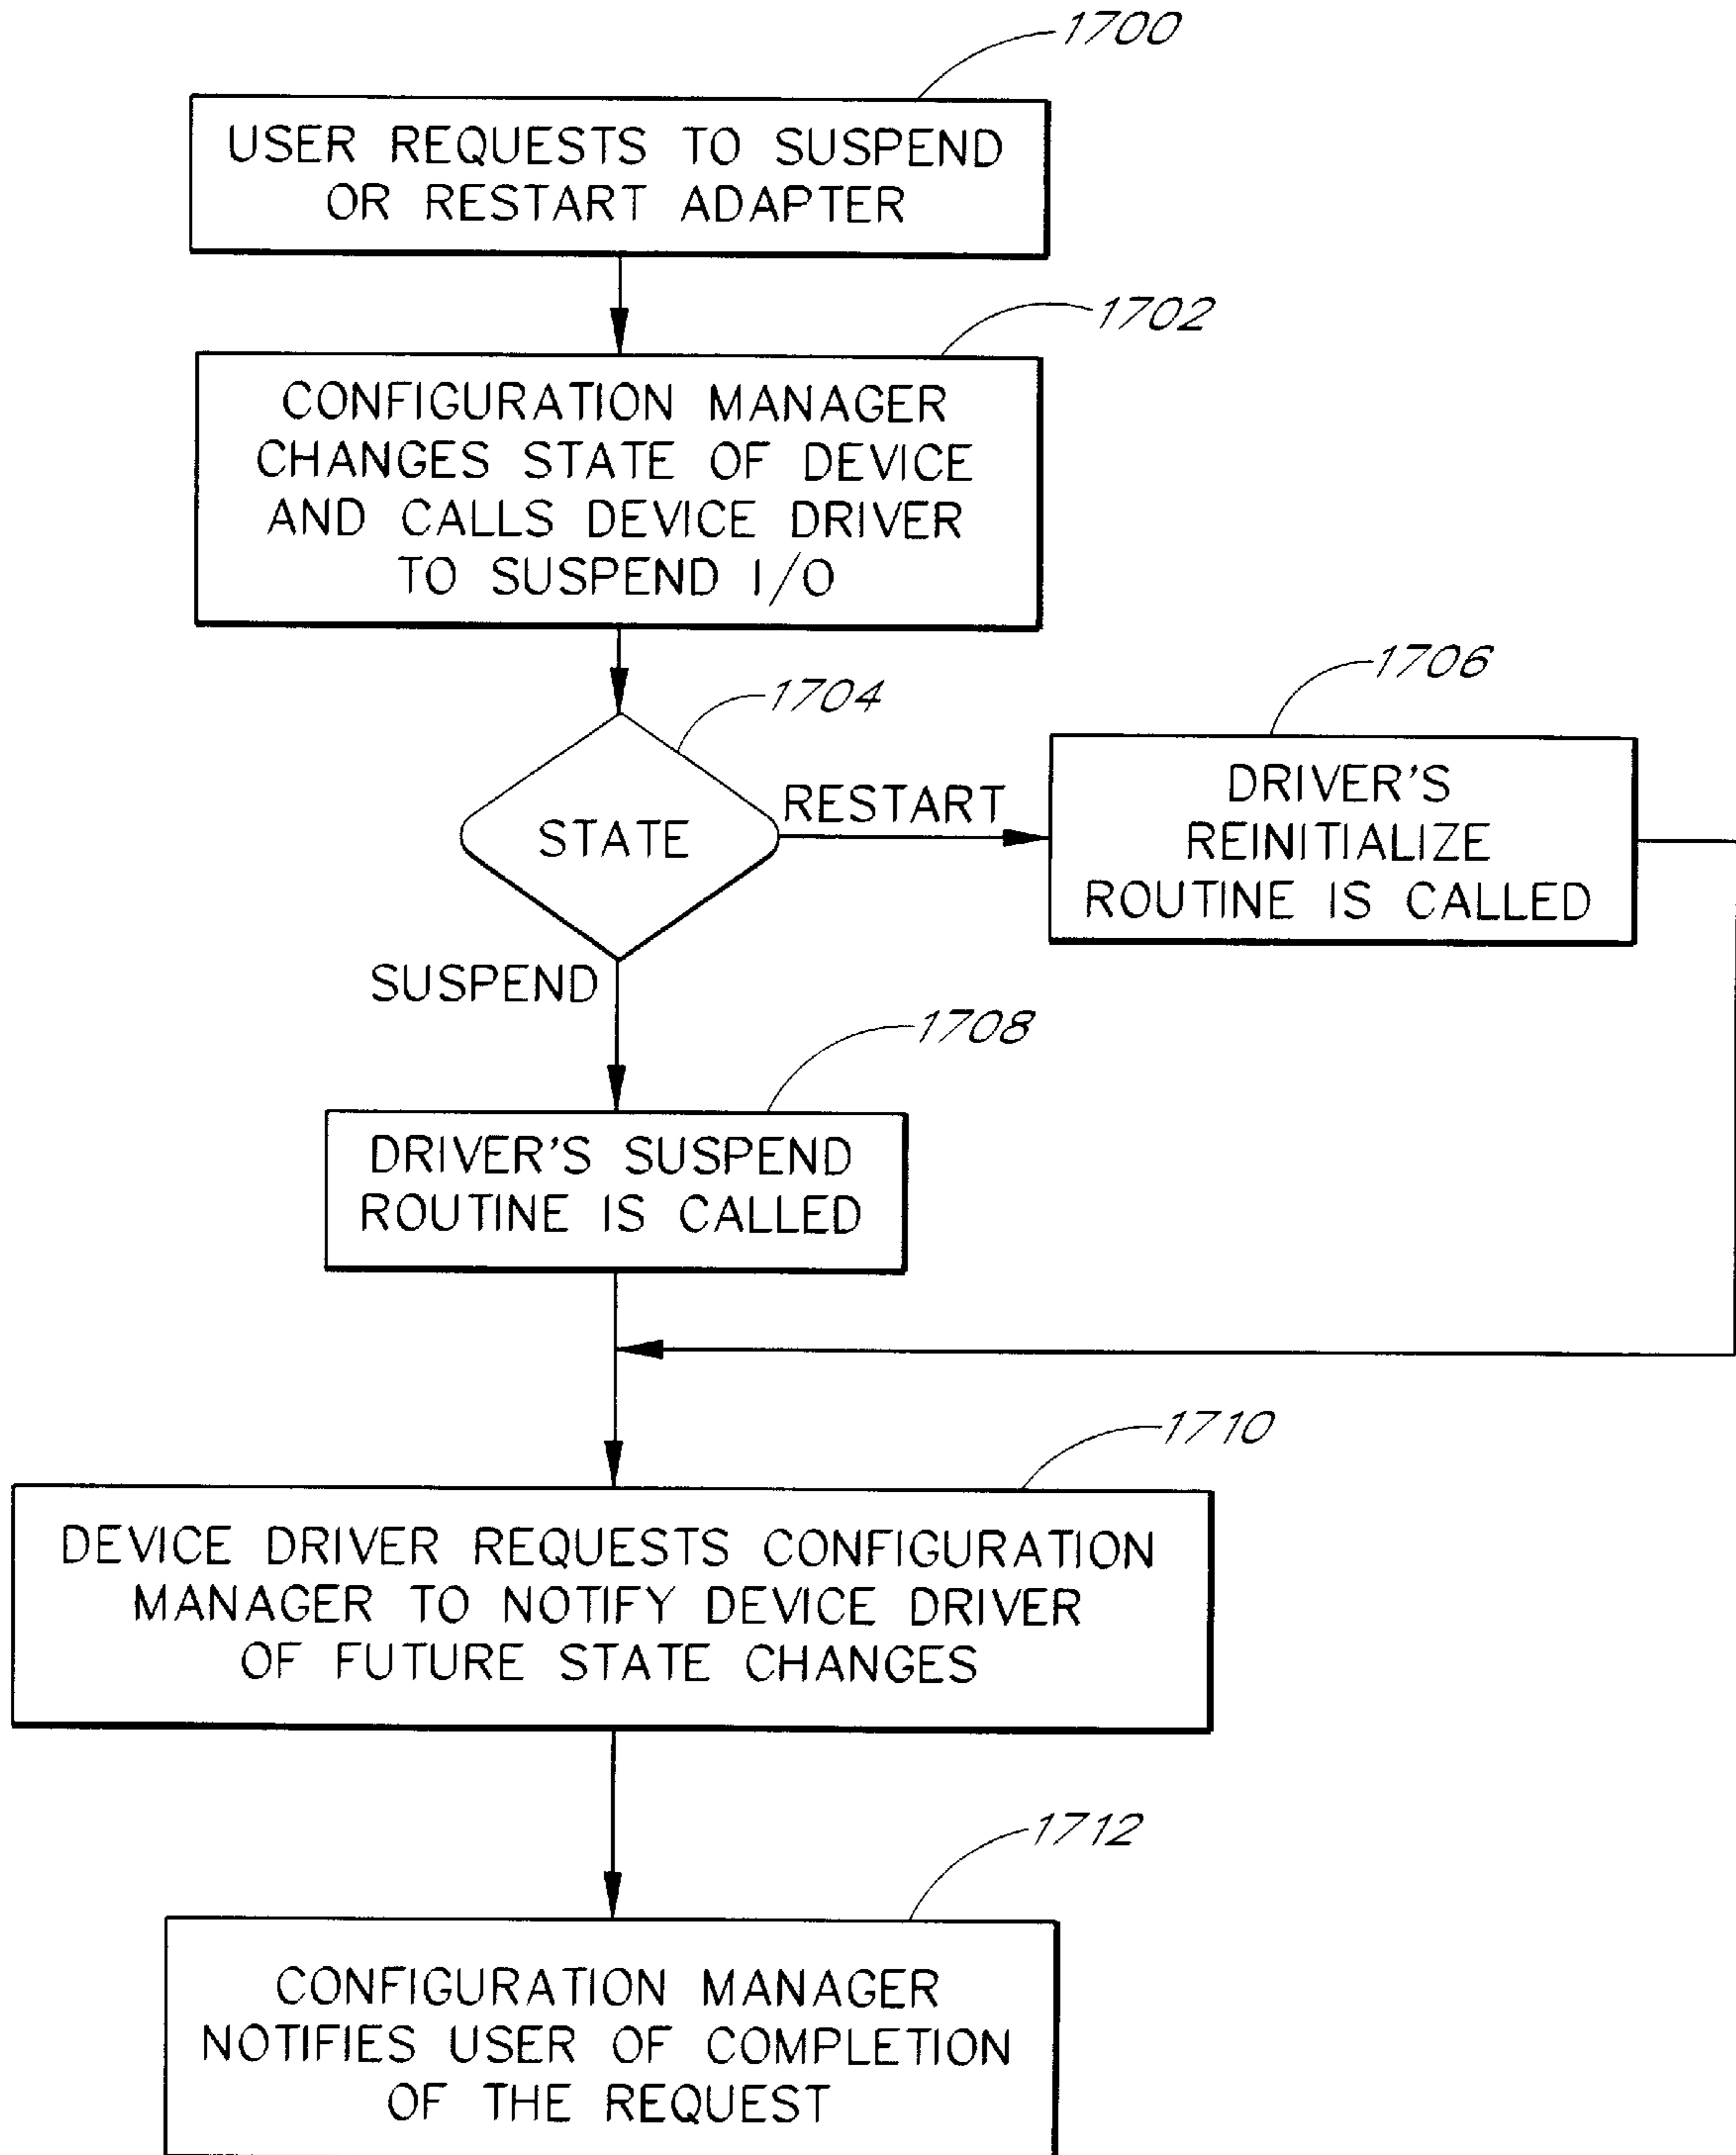 1700
USER REQUESTS TO SUSPEND
OR RESTART ADAPTER
1702
CONFIGURATION MANAGER
CHANGES STATE OF DEVICE
AND CALLS DEVICE DRIVER
TO SUSPEND I/O
1704
STATE
RESTART
1706
DRIVER'S
REINITIALIZE
ROUTINE IS CALLED
SUSPEND
1708
DRIVER'S SUSPEND
ROUTINE IS CALLED
1710
DEVICE DRIVER REQUESTS CONFIGURATION
MANAGER TO NOTIFY DEVICE DRIVER
OF FUTURE STATE CHANGES
1712
CONFIGURATION MANAGER
NOTIFIES USER OF COMPLETION
OF THE REQUEST